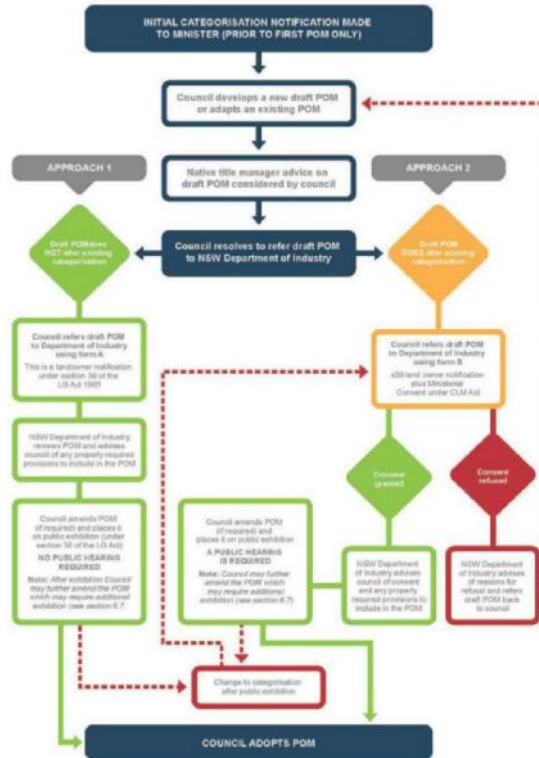 INITIAL CATEGORISATION NOTIFICATION MADE
TO MINISTER (PRIOR TO FIRST POM ONLY)
Council develops a new draft POM
or adapts an existing POM
Native title manager advice on
draft POM considered by council
APPROACH 1
APPROACH 2
Draft POM does
NOT alter existing
categorisation
Council resolves to refer draft POM
to NSW Department of Industry
Draft POM
DOES alter existing
categorisation
Council refers draft POM
to Department of Industry
using form A
This is a landowner notification
under section 39 of the
LG Act 1993
Council refers draft POM
to Department of Industry
using form B
s39 land owner notification
plus Ministerial
Consent under CLM Act
NSW Department of Industry
reviews POM and advises
council of any properly required
provisions to include in the POM
Consent
granted
Consent
refused
Council amends POM
(if required) and places it
on public exhibition (under
section 38 of the LG Act)
NO PUBLIC HEARING
REQUIRED
Note: After exhibition Council
may further amend the POM
which may require additional
exhibition (see section 6.7)
Council amends POM
(if required) and
places it on public exhibition
A PUBLIC HEARING
IS REQUIRED
Note: Council may further
amend the POM which
may require additional
exhibition (see section 6.7)
NSW Department
of Industry advises
council of consent
and any properly
required provisions to
include in the POM
NSW Department
of Industry advises
of reasons for
refusal and refers
draft POM back
to council
Change to categorisation
after public exhibition
COUNCIL ADOPTS POM